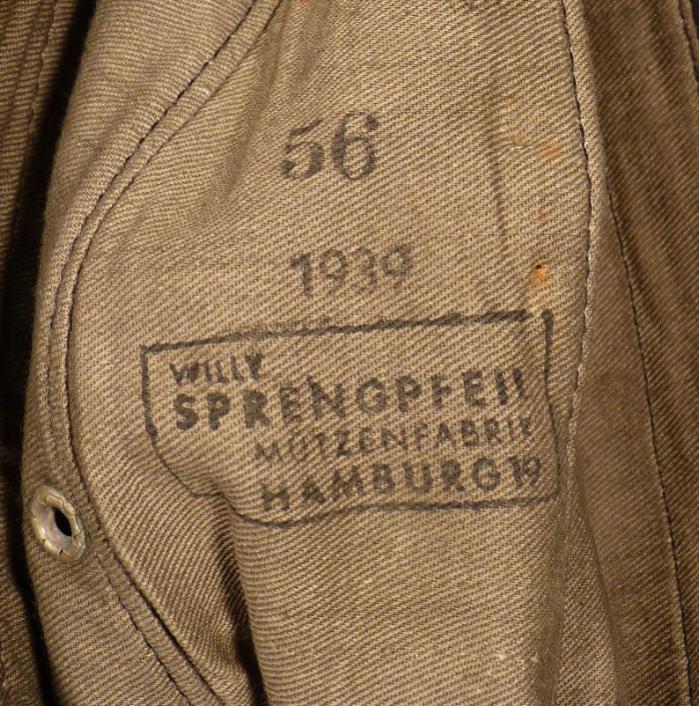 56
1939
WILLY
SPRENGPFEIL
MÜTZENFABRIK
HAMBURG 19